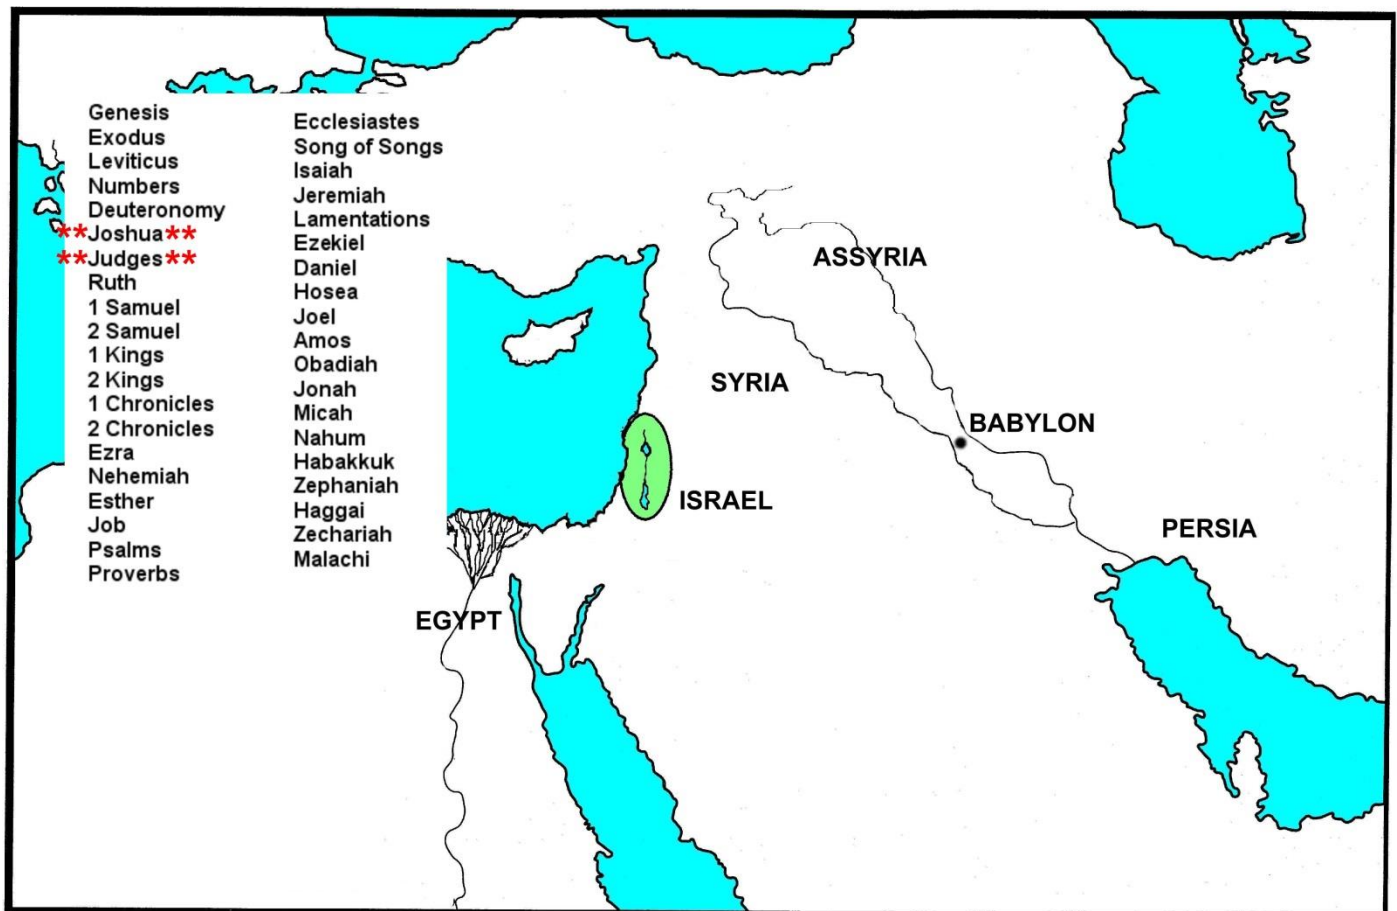 Genesis
Exodus
Leviticus
Numbers
Deuteronomy
**Joshua**
**Judges**
Ruth
1 Samuel
2 Samuel
1 Kings
2 Kings
1 Chronicles
2 Chronicles
Ezra
Nehemiah
Esther
Job
Psalms
Proverbs
Ecclesiastes
Song of Songs
Isaiah
Jeremiah
Lamentations
Ezekiel
Daniel
Hosea
Joel
Amos
Obadiah
Jonah
Micah
Nahum
Habakkuk
Zephaniah
Haggai
Zechariah
Malachi
ASSYRIA
SYRIA
BABYLON
ISRAEL
PERSIA
EGYPT